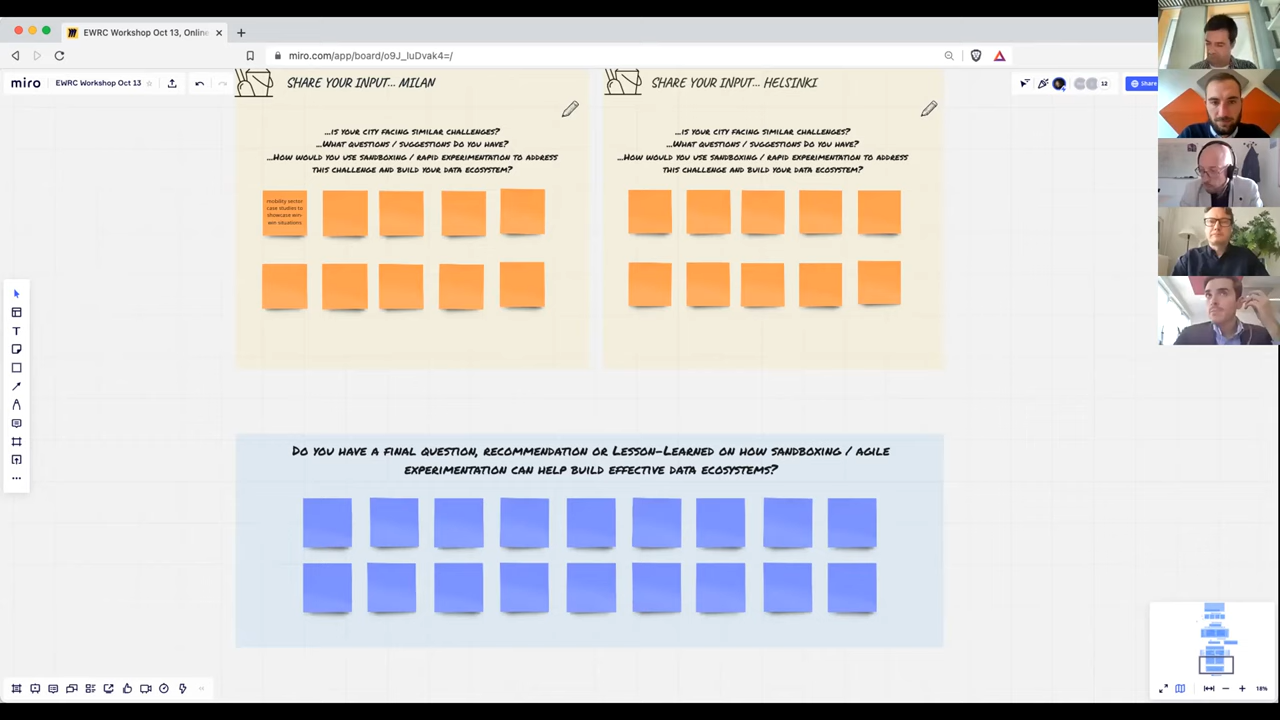 EWRC Workshop Oct 13, Online
miro.com/app/board/o9J_luDvak4=/
miro
EWRC Workshop Oct 13
12
Share
SHARE YOUR INPUT... MILAN
...IS YOUR CITY FACING SIMILAR CHALLENGES?
...WHAT QUESTIONS / SUGGESTIONS DO YOU HAVE?
...HOW WOULD YOU USE SANDBOXING / RAPID EXPERIMENTATION TO ADDRESS
THIS CHALLENGE AND BUILD YOUR DATA ECOSYSTEM?
mobility sector
case studies to
showcase win-
win situations
SHARE YOUR INPUT... HELSINKI
...IS YOUR CITY FACING SIMILAR CHALLENGES?
...WHAT QUESTIONS / SUGGESTIONS DO YOU HAVE?
...HOW WOULD YOU USE SANDBOXING / RAPID EXPERIMENTATION TO ADDRESS
THIS CHALLENGE AND BUILD YOUR DATA ECOSYSTEM?
DO YOU HAVE A FINAL QUESTION, RECOMMENDATION OR LESSON-LEARNED ON HOW SANDBOXING / AGILE
EXPERIMENTATION CAN HELP BUILD EFFECTIVE DATA ECOSYSTEMS?
18%